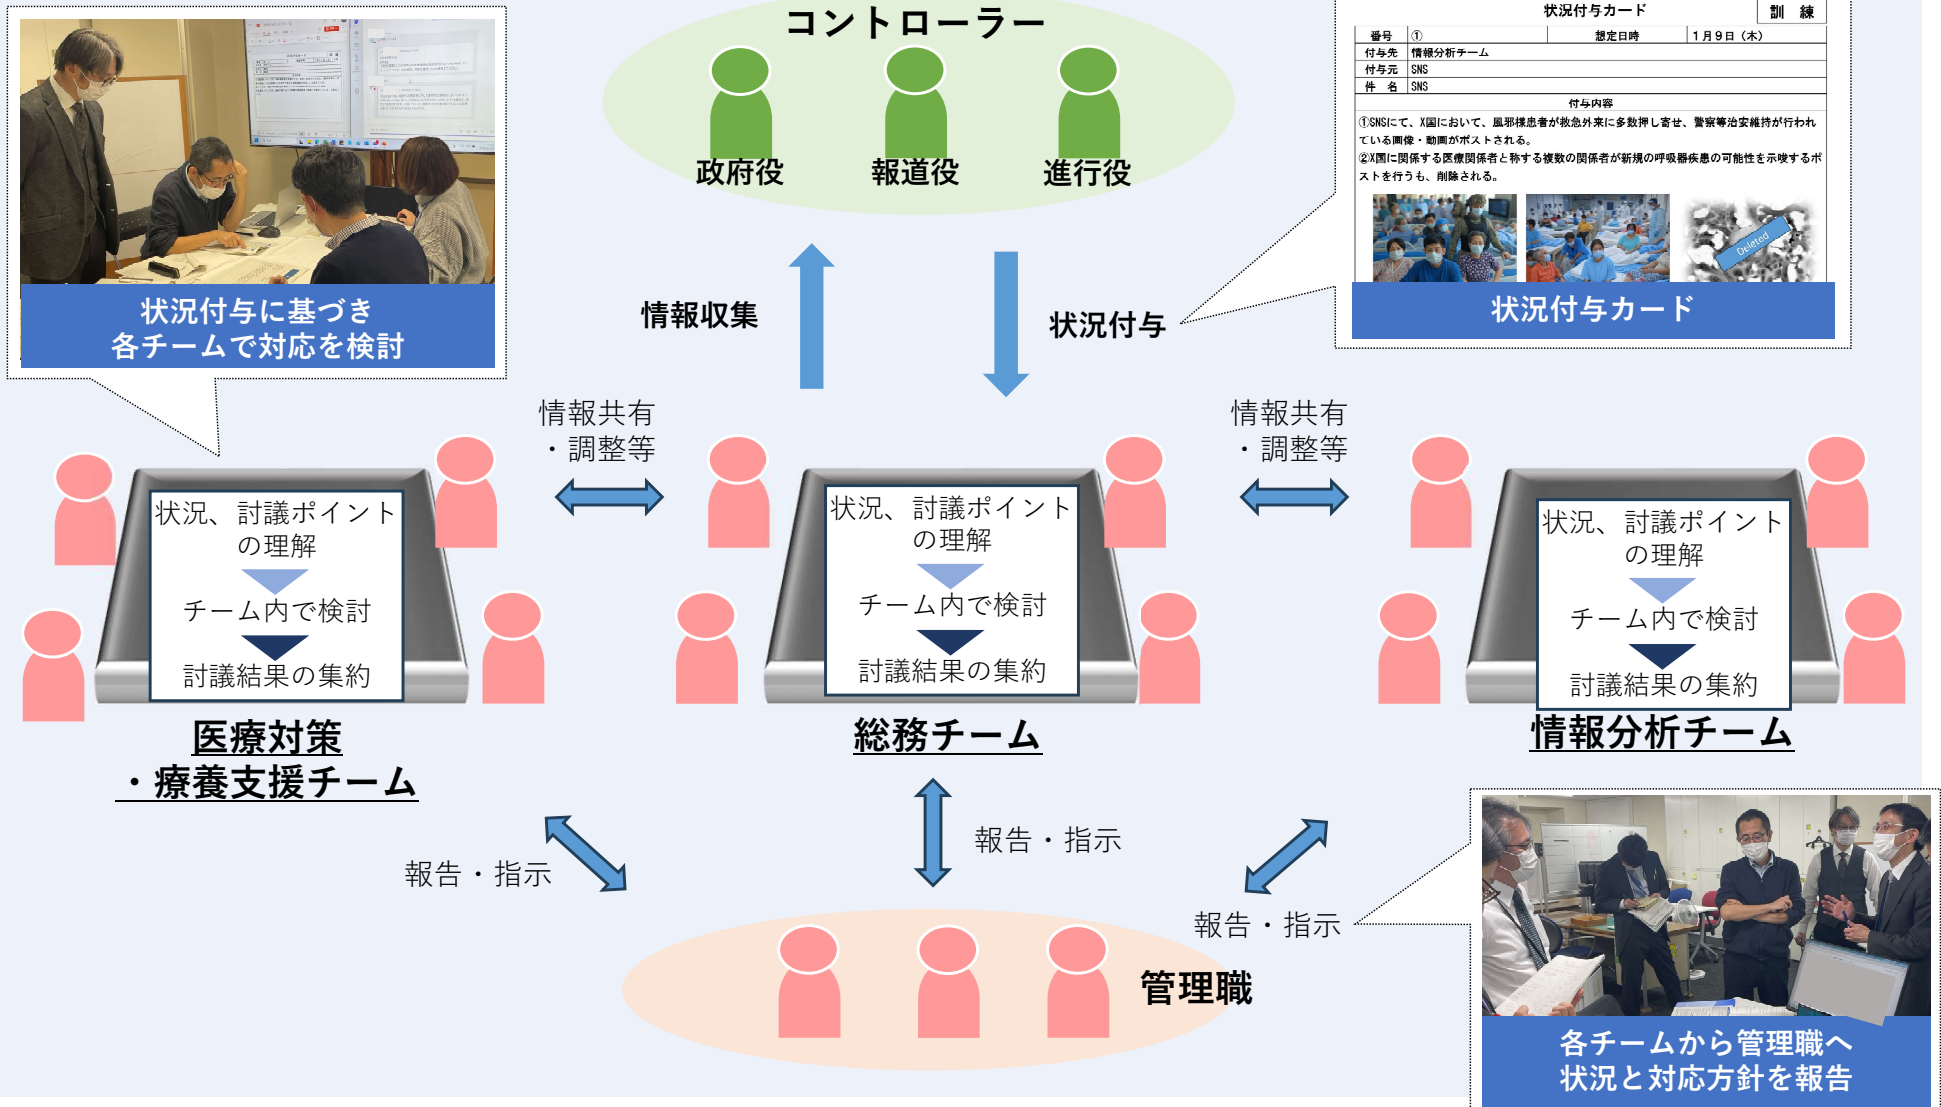 コントローラー
政府役
報道役
進行役
状況付与に基づき
各チームで対応を検討
状況付与カード
訓 練
番号 ① 想定日時 1月9日(木)
付与先 情報分析チーム
付与元 SNS
件 名 SNS
付与内容
①SNSにて、X国において、風邪様患者が救急外来に多数押し寄せ、警察等治安維持が行われ
ている画像・動画がポストされる。
②X国に関係する医療関係者と称する複数の関係者が新規の呼吸器疾患の可能性を示唆するポ
ストを行うも、削除される。
Deleted
状況付与カード
情報収集
状況付与
情報共有
・調整等
情報共有
・調整等
状況、討議ポイント
の理解
チーム内で検討
討議結果の集約
医療対策
・療養支援チーム
状況、討議ポイント
の理解
チーム内で検討
討議結果の集約
総務チーム
状況、討議ポイント
の理解
チーム内で検討
討議結果の集約
情報分析チーム
報告・指示
報告・指示
報告・指示
管理職
各チームから管理職へ
状況と対応方針を報告